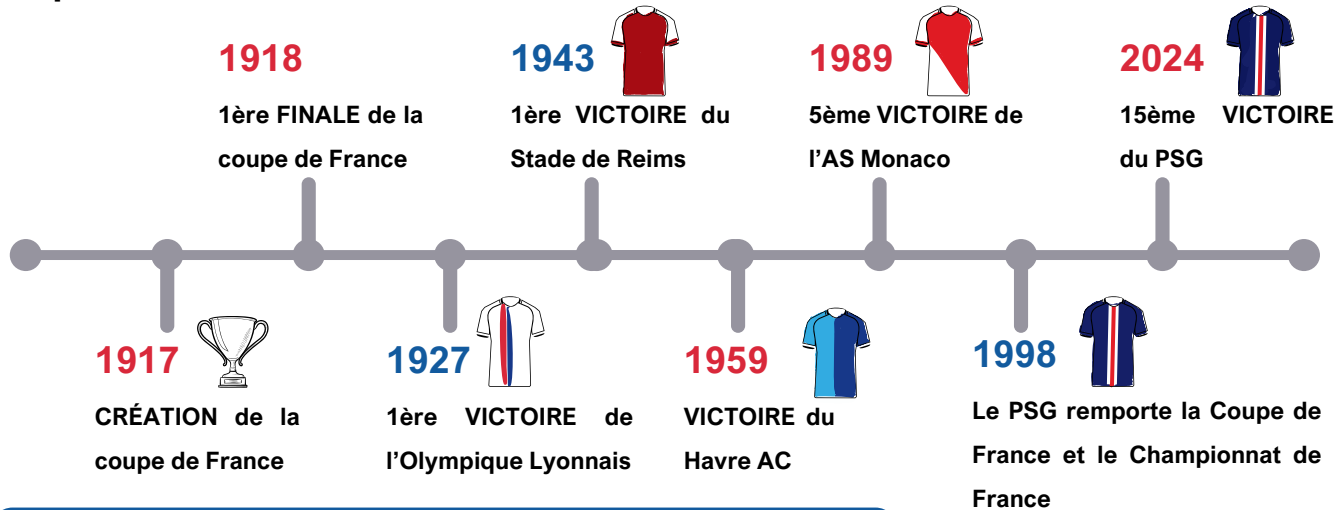 1918
1ère FINALE de la
coupe de France
1943
1ère VICTOIRE du
Stade de Reims
1989
5ème VICTOIRE de
l’AS Monaco
2024
15ème VICTOIRE
du PSG
1917
CRÉATION de la
coupe de France
1927
1ère VICTOIRE de
l’Olympique Lyonnais
1959
VICTOIRE du
Havre AC
1998
Le PSG remporte la Coupe de
France et le Championnat de
France